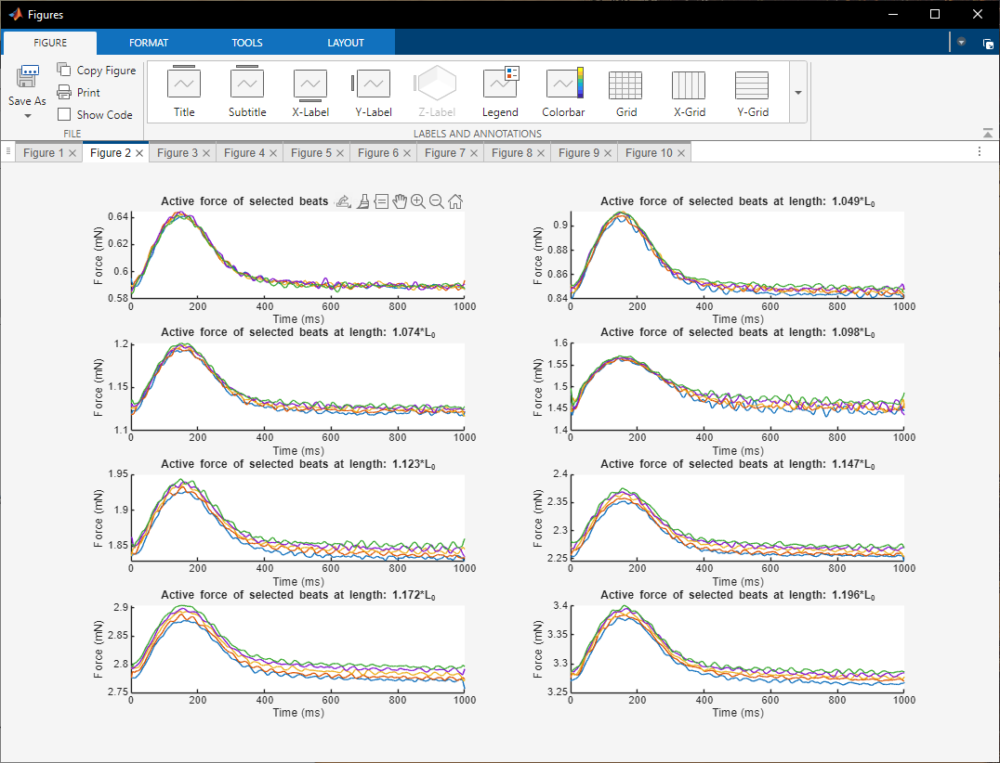 Figures
FIGURE FORMAT TOOLS LAYOUT
Save As
Copy Figure
Print
Show Code
FILE
Title Subtitle X-Label Y-Label Z-Label Legend Colorbar Grid X-Grid Y-Grid
LABELS AND ANNOTATIONS
Figure 1 Figure 2 Figure 3 Figure 4 Figure 5 Figure 6 Figure 7 Figure 8 Figure 9 Figure 10
Active force of selected beats
Force (mN)
0.64
0.62
0.6
0.58
0 200 400 600 800 1000
Time (ms)
Active force of selected beats at length: 1.049*L₀
Force (mN)
0.9
0.88
0.86
0.84
0 200 400 600 800 1000
Time (ms)
Active force of selected beats at length: 1.074*L₀
Force (mN)
1.2
1.15
1.1
0 200 400 600 800 1000
Time (ms)
Active force of selected beats at length: 1.098*L₀
Force (mN)
1.6
1.55
1.5
1.45
1.4
0 200 400 600 800 1000
Time (ms)
Active force of selected beats at length: 1.123*L₀
Force (mN)
1.95
1.9
1.85
0 200 400 600 800 1000
Time (ms)
Active force of selected beats at length: 1.147*L₀
Force (mN)
2.4
2.35
2.3
2.25
0 200 400 600 800 1000
Time (ms)
Active force of selected beats at length: 1.172*L₀
Force (mN)
2.9
2.85
2.8
2.75
0 200 400 600 800 1000
Time (ms)
Active force of selected beats at length: 1.196*L₀
Force (mN)
3.4
3.35
3.3
3.25
0 200 400 600 800 1000
Time (ms)